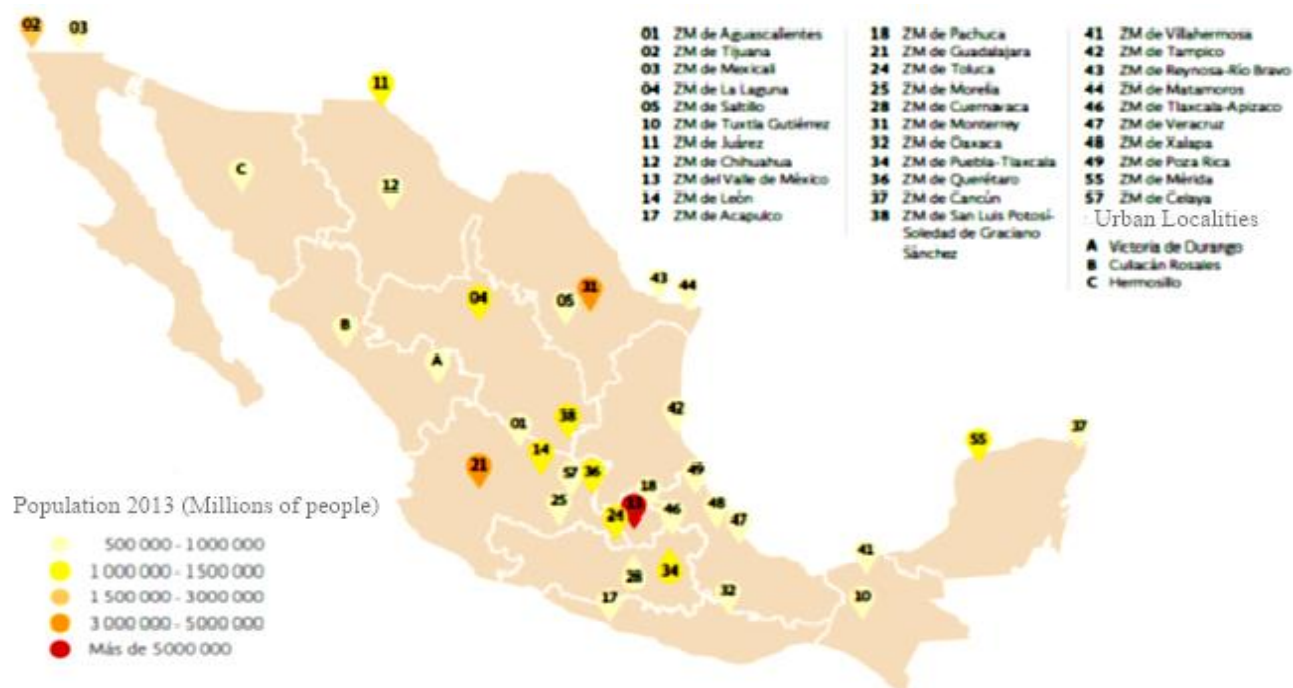 01 ZM de Aguascalientes
02 ZM de Tijuana
03 ZM de Mexicali
04 ZM de La Laguna
05 ZM de Saltillo
10 ZM de Tuxtla Gutiérrez
11 ZM de Juárez
12 ZM de Chihuahua
13 ZM del Valle de México
14 ZM de León
17 ZM de Acapulco
18 ZM de Pachuca
21 ZM de Guadalajara
24 ZM de Toluca
25 ZM de Morelia
28 ZM de Cuernavaca
31 ZM de Monterrey
32 ZM de Oaxaca
34 ZM de Puebla-Tlaxcala
36 ZM de Querétaro
37 ZM de Cancún
38 ZM de San Luis Potosí-
Soledad de Graciano
Sánchez
41 ZM de Villahermosa
42 ZM de Tampico
43 ZM de Reynosa-Río Bravo
44 ZM de Matamoros
46 ZM de Tlaxcala-Apizaco
47 ZM de Veracruz
48 ZM de Xalapa
49 ZM de Poza Rica
55 ZM de Mérida
57 ZM de Celaya
Urban Localities
A Victoria de Durango
B Culiacán Rosales
C Hermosillo
02
03
11
C
12
04
05
31
43
44
B
A
01
38
42
14
21
57
36
25
18
49
24
13
46
48
47
28
34
17
32
41
10
55
37
Population 2013 (Millions of people)
500 000 - 1 000 000
1 000 000 - 1 500 000
1 500 000 - 3 000 000
3 000 000 - 5 000 000
Más de 5 000 000